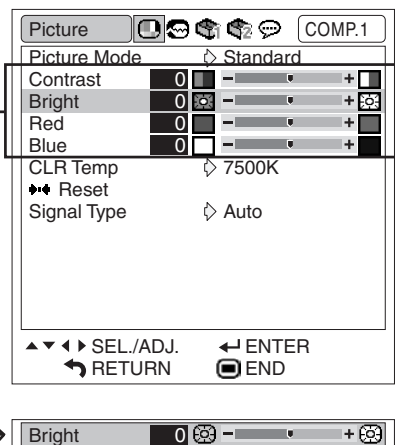 Picture COMP.1
Picture Mode Standard
Contrast 0 - +
Bright 0 - +
Red 0 - +
Blue 0 - +
CLR Temp 7500K
Reset
Signal Type Auto
SEL./ADJ. ENTER
RETURN END
Bright 0 - +